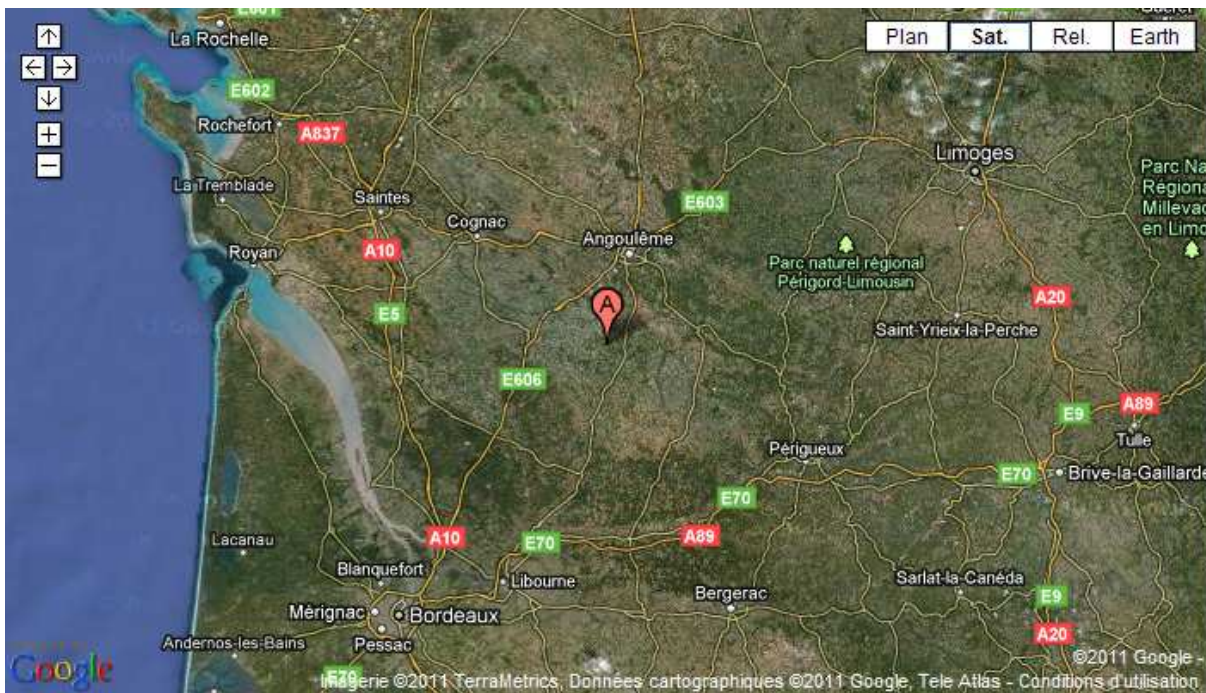 E601
La Rochelle
Plan
Sat.
Rel.
Earth
E602
Rochefort
A837
Limoges
Parc Na
Régiona
Millevac
en Limo
La Tremblade
Saintes
Cognac
E603
Angoulême
Royan
A10
Parc naturel régional
Périgord-Limousin
A
A20
E5
Saint-Yrieix-la-Perche
E606
A89
E9
Tulle
Périgueux
E70
Brive-la-Gaillarde
E70
Lacanau
A10
E70
A89
Blanquefort
Libourne
Sarlat-la-Canéda
Bergerac
E9
Mérignac
Bordeaux
A20
Andernos-les-Bains
Pessac
©2011 Google -
Google
E70
Imagerie ©2011 TerraMetrics, Données cartographiques ©2011 Google, Tele Atlas - Conditions d'utilisation